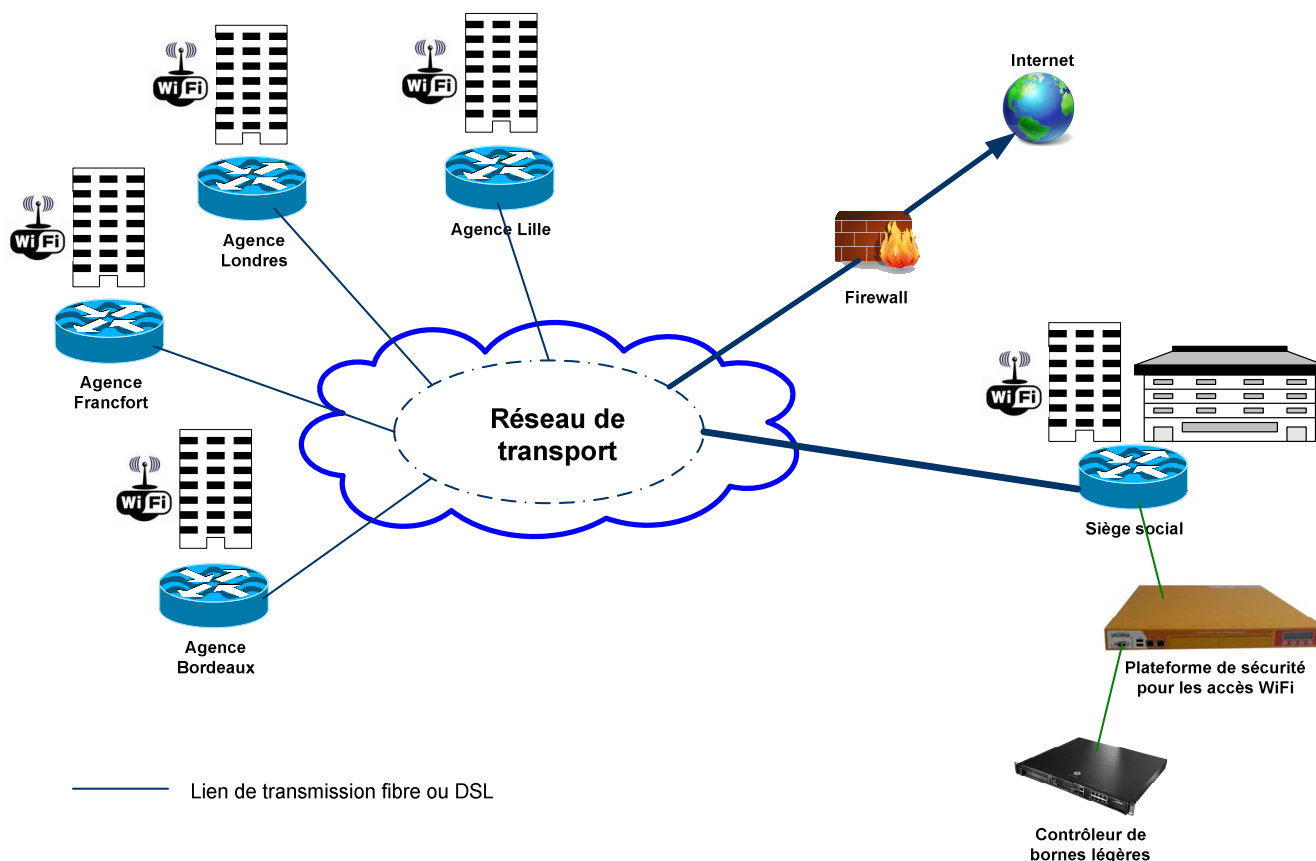 WiFi
WiFi
Internet
WiFi
Agence
Londres
Agence Lille
Firewall
Agence
Francfort
WiFi
Réseau de
transport
WiFi
Siège social
Agence
Bordeaux
UCOPIA
Plateforme de sécurité
pour les accès WiFi
Lien de transmission fibre ou DSL
Contrôleur de
bornes légères